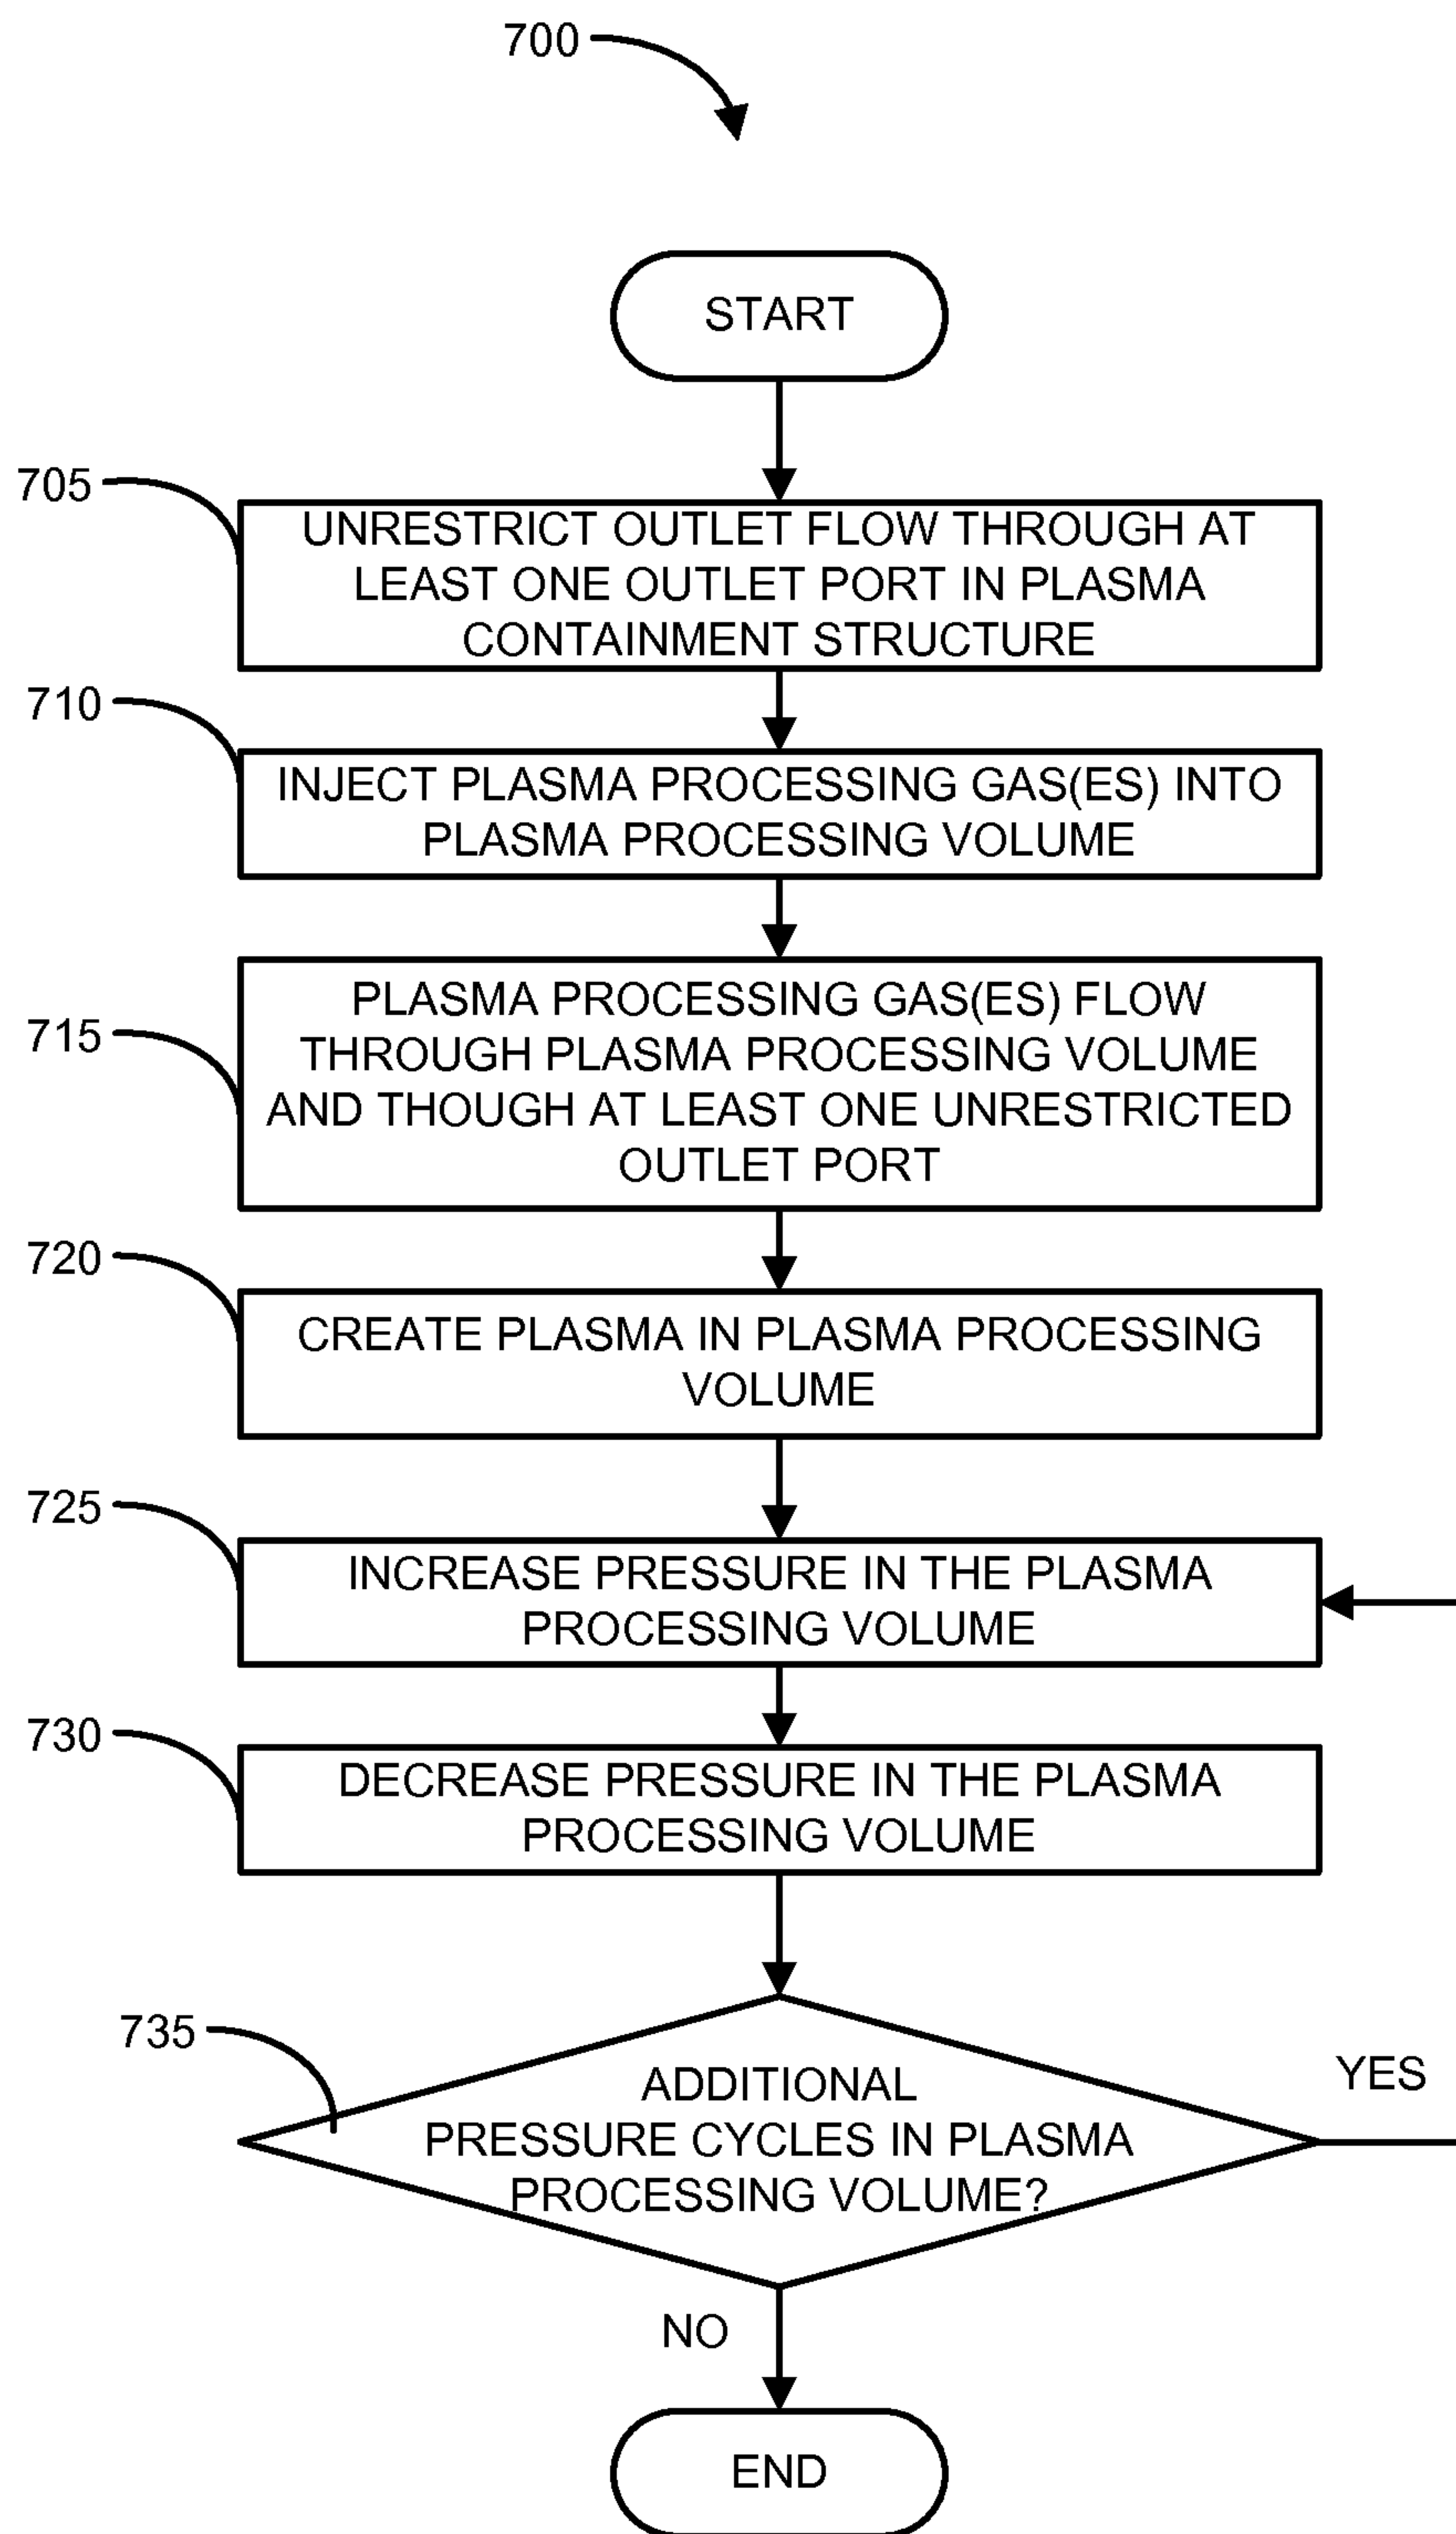 700
START
705
UNRESTRICT OUTLET FLOW THROUGH AT
LEAST ONE OUTLET PORT IN PLASMA
CONTAINMENT STRUCTURE
710
INJECT PLASMA PROCESSING GAS(ES) INTO
PLASMA PROCESSING VOLUME
715
PLASMA PROCESSING GAS(ES) FLOW
THROUGH PLASMA PROCESSING VOLUME
AND THOUGH AT LEAST ONE UNRESTRICTED
OUTLET PORT
720
CREATE PLASMA IN PLASMA PROCESSING
VOLUME
725
INCREASE PRESSURE IN THE PLASMA
PROCESSING VOLUME
730
DECREASE PRESSURE IN THE PLASMA
PROCESSING VOLUME
735
ADDITIONAL
PRESSURE CYCLES IN PLASMA
PROCESSING VOLUME?
YES
NO
END